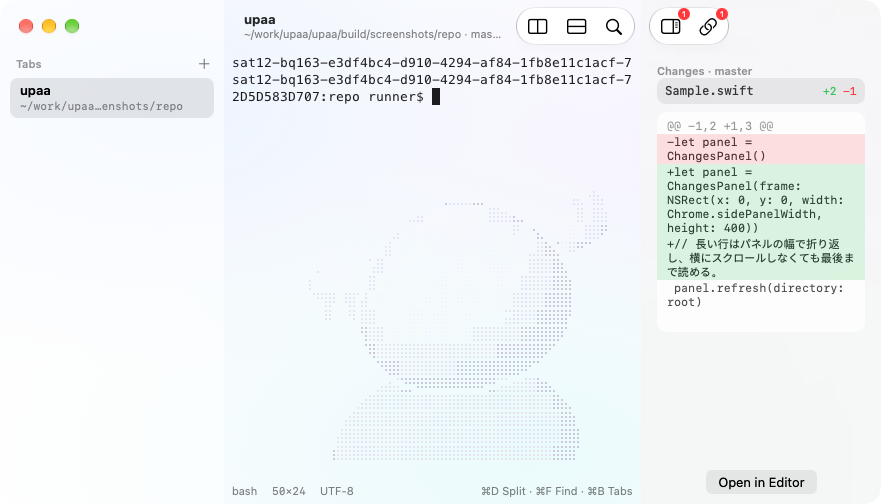 upaa
~/work/upaa/upaa/build/screenshots/repo · mas…
1
1
Tabs
upaa
~/work/upaa…enshots/repo
sat12-bq163-e3df4bc4-d910-4294-af84-1fb8e11c1acf-7
sat12-bq163-e3df4bc4-d910-4294-af84-1fb8e11c1acf-7
2D5D583D707:repo runner$
Changes · master
Sample.swift +2 −1
@@ -1,2 +1,3 @@
-let panel =
ChangesPanel()
+let panel =
ChangesPanel(frame:
NSRect(x: 0, y: 0, width:
Chrome.sidePanelWidth,
height: 400))
+// 長い行はパネルの幅で折り返
し、横にスクロールしなくても最後ま
で読める。
panel.refresh(directory:
root)
Open in Editor
bash 50×24 UTF-8
⌘D Split · ⌘F Find · ⌘B Tabs